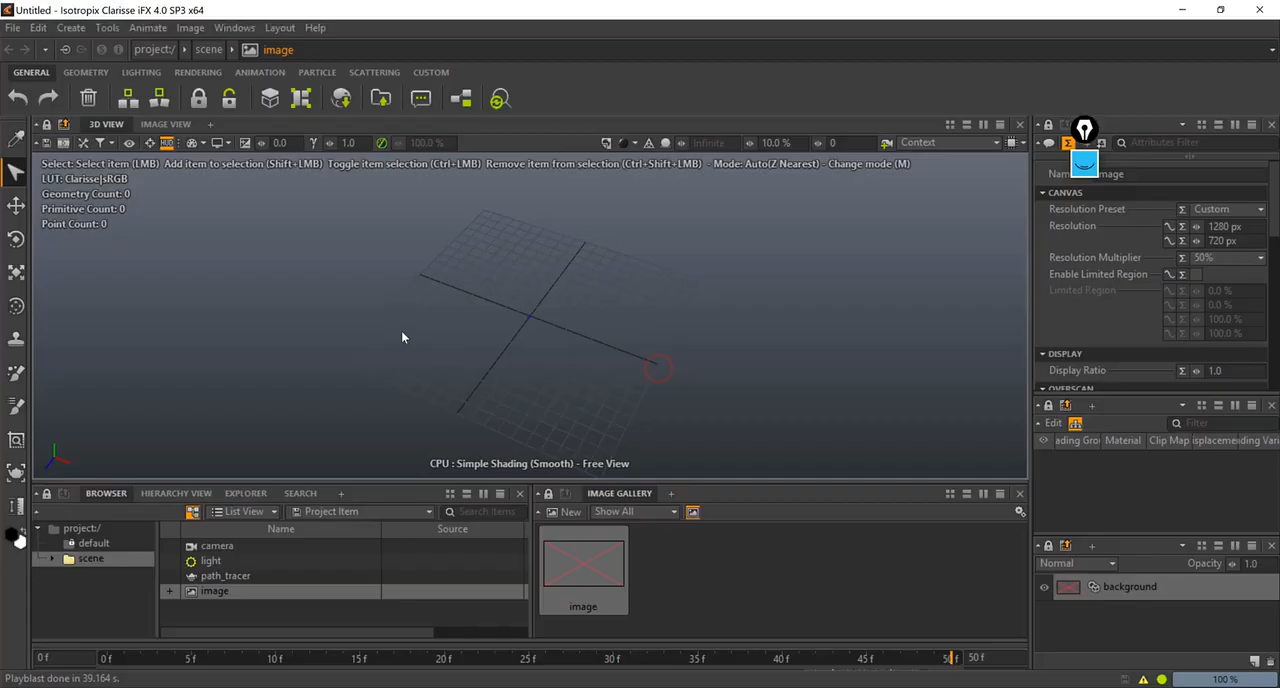 Untitled - Isotropix Clarisse iFX 4.0 SP3 x64
File Edit Create Tools Animate Image Windows Layout Help
project:/ scene image
GENERAL GEOMETRY LIGHTING RENDERING ANIMATION PARTICLE SCATTERING CUSTOM
3D VIEW IMAGE VIEW +
HUD 0.0 1.0 100.0 % Infinite 10.0 % 0 Context
Attributes Filter
Select: Select item (LMB) Add item to selection (Shift+LMB) Toggle item selection (Ctrl+LMB) Remove item from selection (Ctrl+Shift+LMB) - Mode: Auto(Z Nearest) - Change mode (M)
LUT: Clarisse|sRGB
Geometry Count: 0
Primitive Count: 0
Point Count: 0
CPU : Simple Shading (Smooth) - Free View
CANVAS
Resolution Preset Custom
Resolution 1280 px
720 px
Resolution Multiplier 50%
Enable Limited Region
Limited Region 0.0 %
0.0 %
100.0 %
100.0 %
DISPLAY
Display Ratio 1.0
OVERSCAN
+
Edit Filter
ading Gro Material Clip Map isplacemen ding Vari
BROWSER HIERARCHY VIEW EXPLORER SEARCH +
List View Project Item Search Items
Name Source
project:/
default
scene
camera
light
path_tracer
+ image
IMAGE GALLERY +
New Show All
image
+
Normal Opacity 1.0
background
0 f 0 f 5 f 10 f 15 f 20 f 25 f 30 f 35 f 40 f 45 f 50 f 50 f
Playblast done in 39.164 s. 100 %